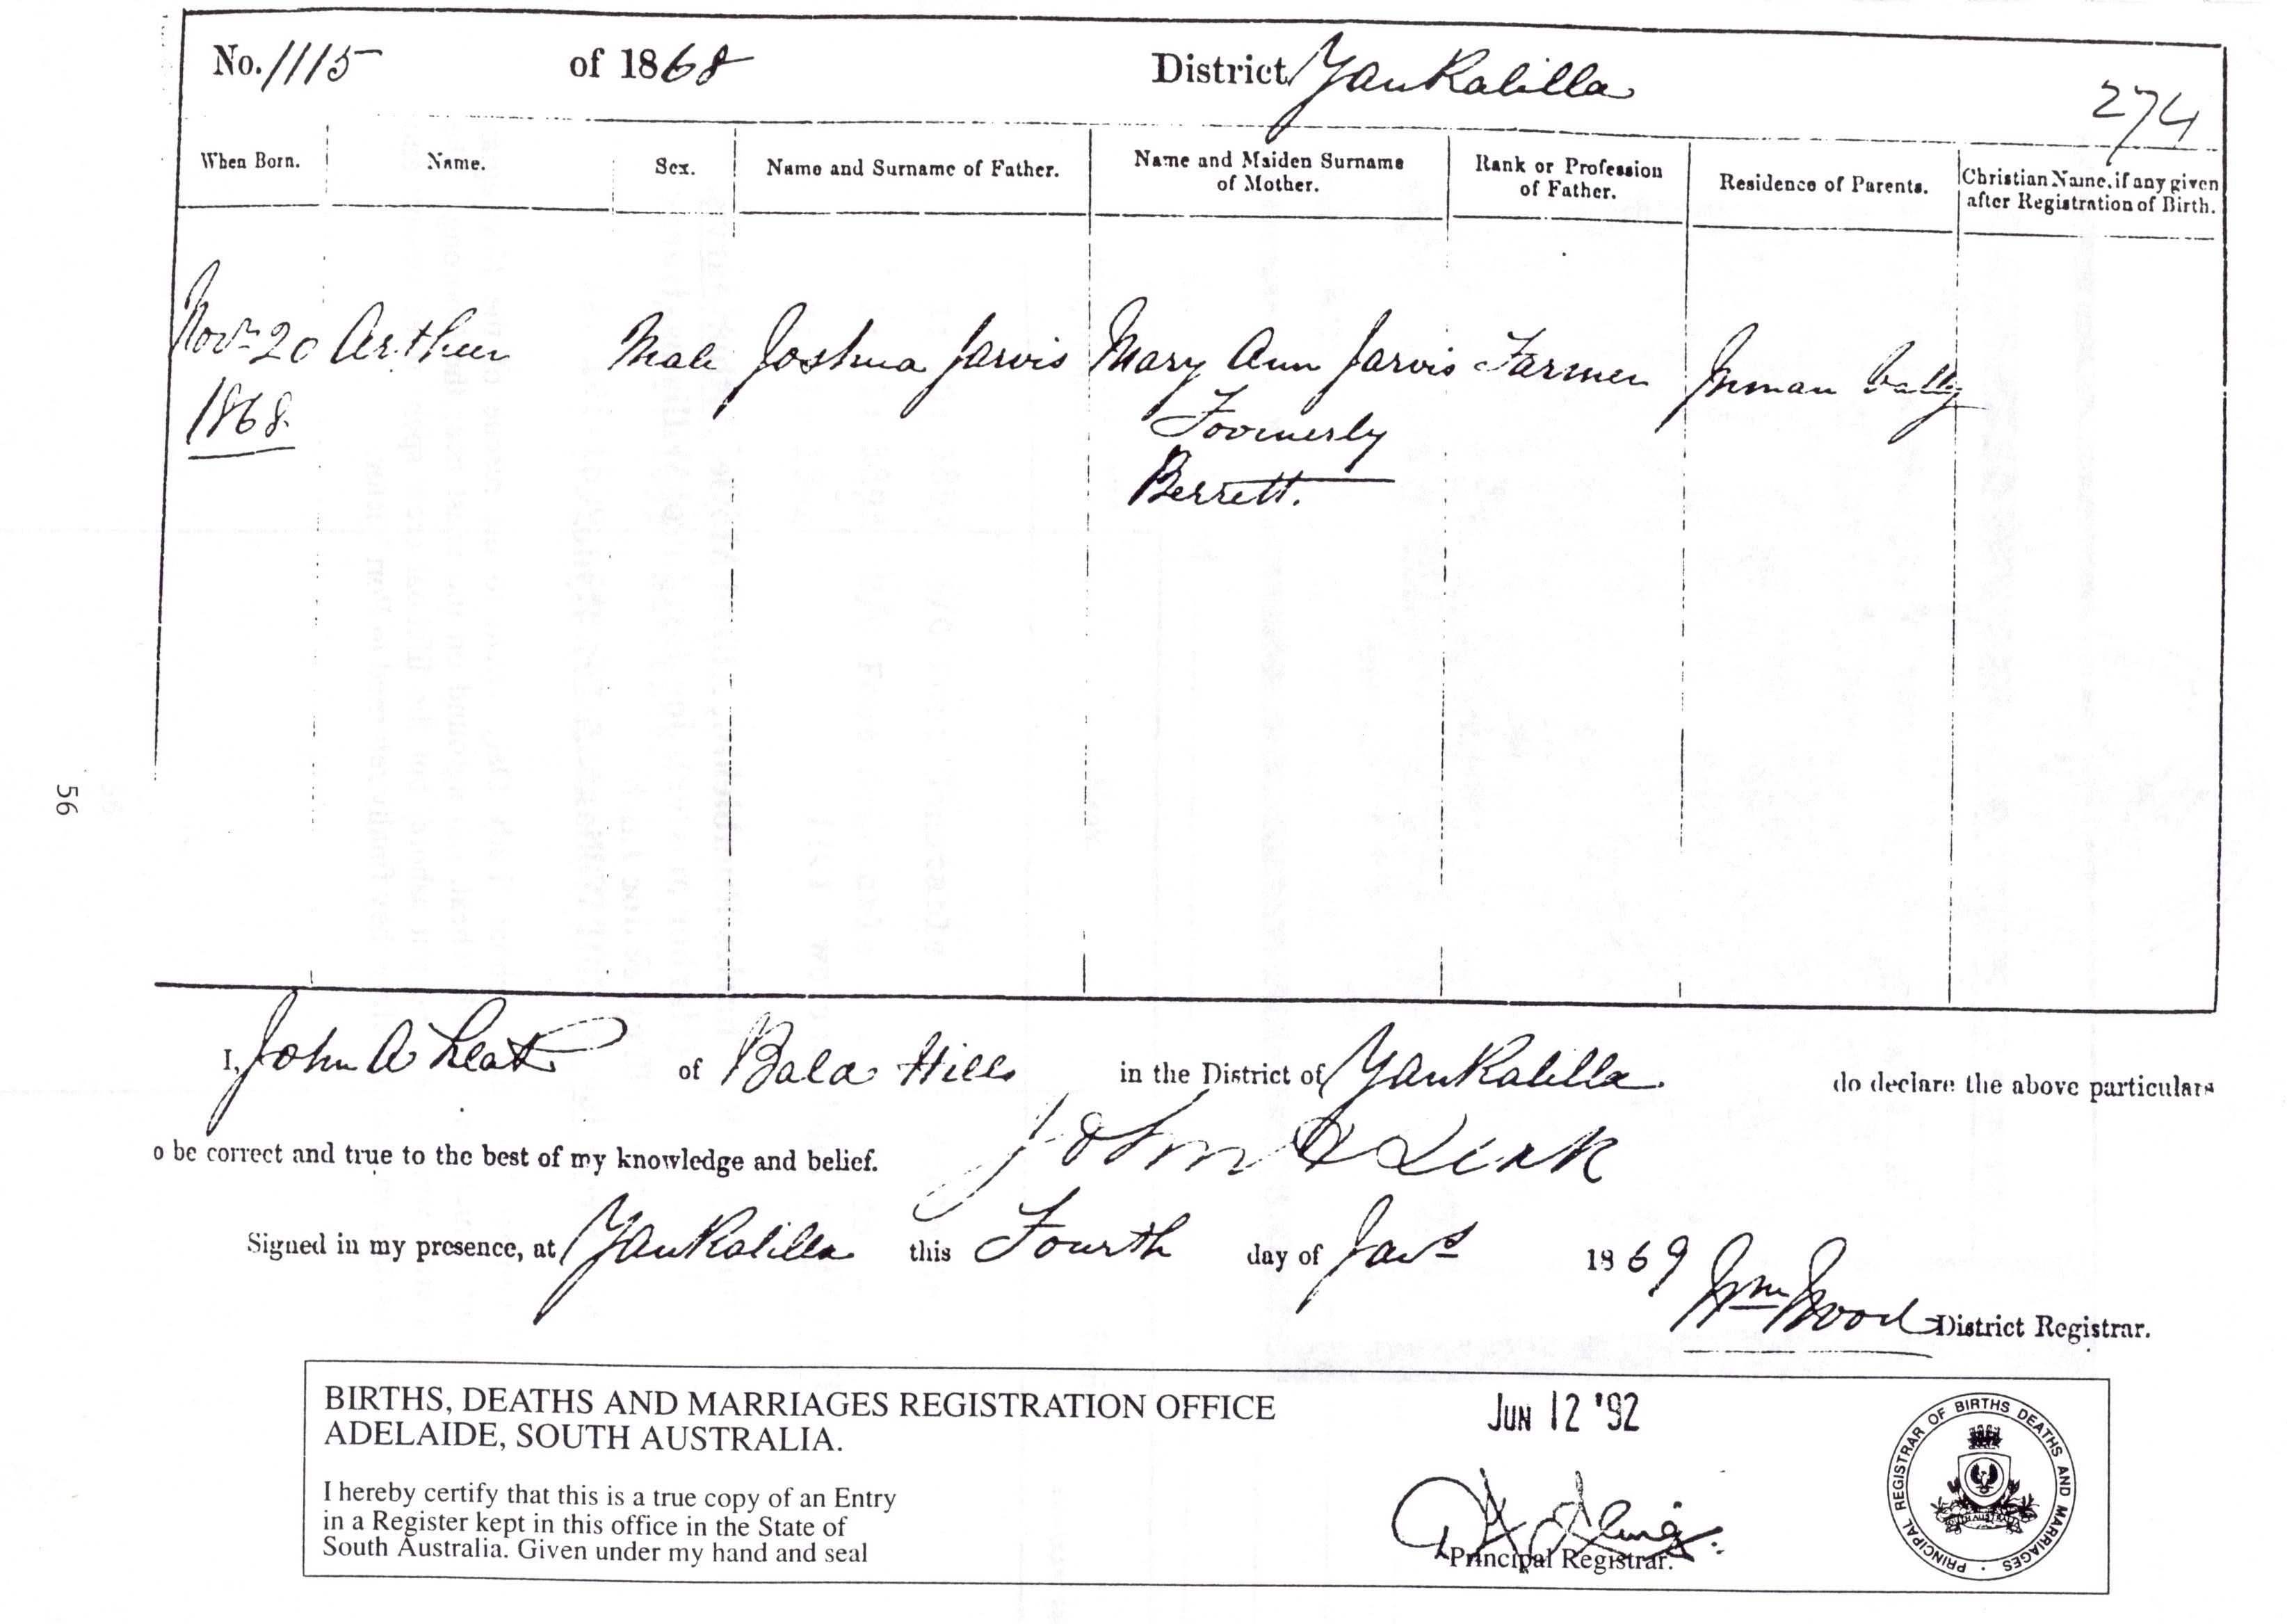 No. 1115 of 1868 District Yankalilla
274
When Born. Name. Sex. Name and Surname of Father. Name and Maiden Surname of Mother. Rank or Profession of Father. Residence of Parents. Christian Name, if any given after Registration of Birth.
Novr 20 Arthur Male Joshua Jarvis Mary Ann Jarvis Farmer Inman Vally
1868 Formerly
Berrett.
56
I, John A Leak of Bala Hills in the District of Yankalilla do declare the above particulars
o be correct and true to the best of my knowledge and belief. John A
Signed in my presence, at Yankalilla this Fourth day of 1869 Wm Wood District Registrar.
BIRTHS, DEATHS AND MARRIAGES REGISTRATION OFFICE
ADELAIDE, SOUTH AUSTRALIA.
JUN 12 '92
I hereby certify that this is a true copy of an Entry
in a Register kept in this office in the State of
South Australia. Given under my hand and seal
Principal Registrar.
PRINCIPAL REGISTRAR OF BIRTHS DEATHS AND MARRIAGES
SOUTH AUSTRALIA